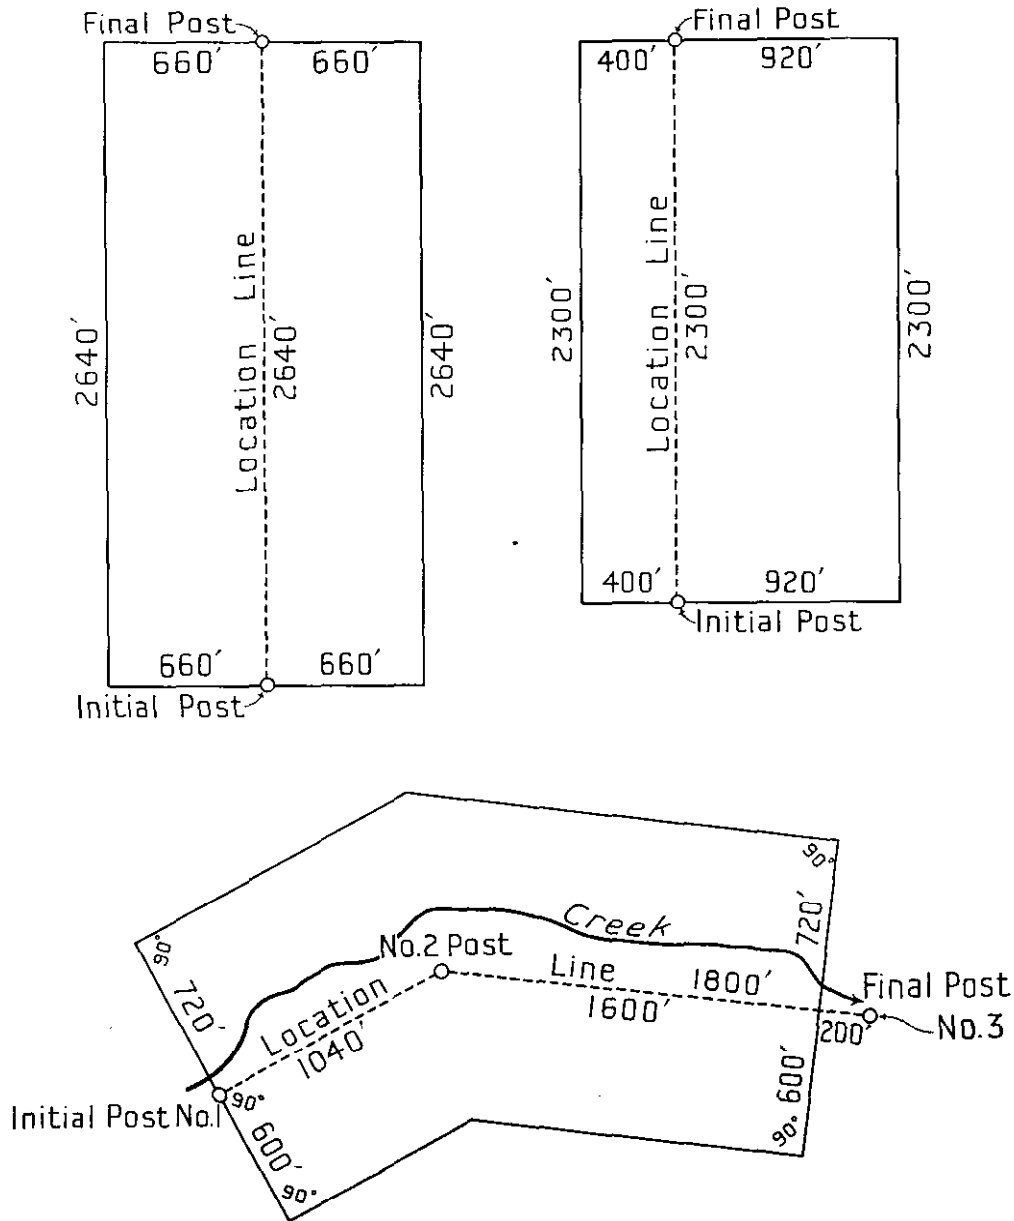 Final Post
660′ 660′
Location Line
2640′
2640′
2640′
660′ 660′
Initial Post
Final Post
400′ 920′
Location Line
2300′
2300′
2300′
400′ 920′
Initial Post
90°
720′
Creek
No.2 Post
Line
1800′
1600′
Location
1040′
90°
720′
Final Post
No.3
200′
600′
90°
Initial Post No.1
90°
600′
90°